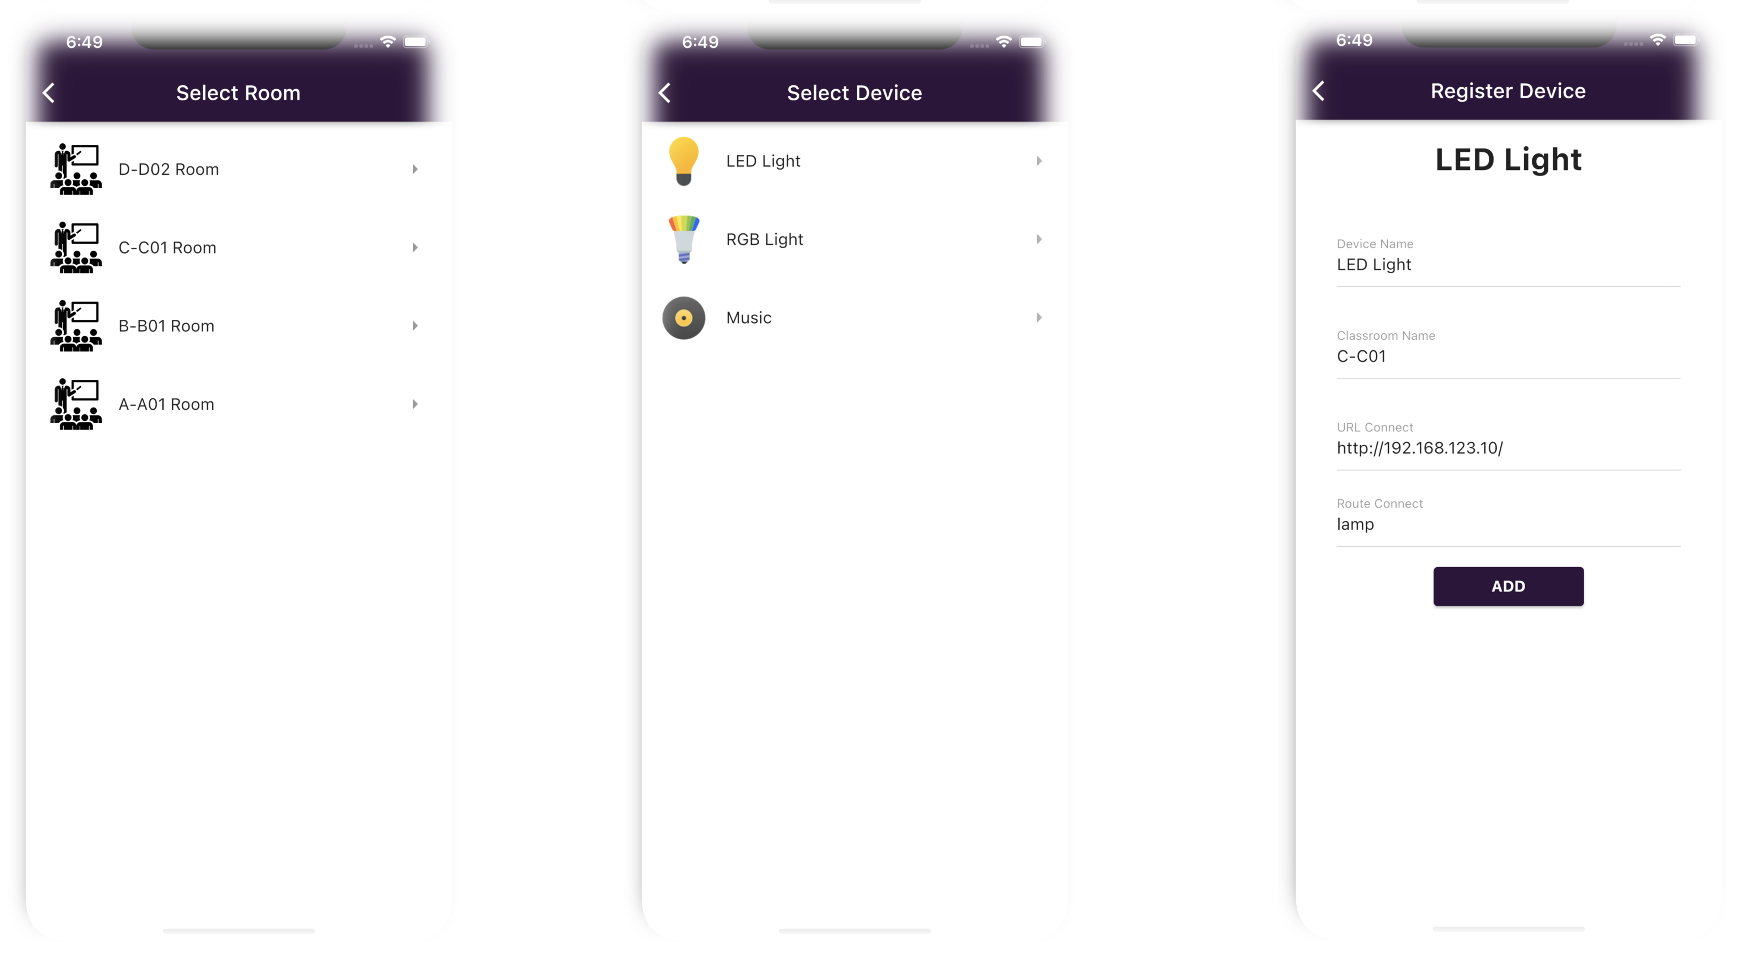 6:49
Select Room
D-D02 Room
C-C01 Room
B-B01 Room
A-A01 Room
6:49
Select Device
LED Light
RGB Light
Music
6:49
Register Device
LED Light
Device Name
LED Light
Classroom Name
C-C01
URL Connect
http://192.168.123.10/
Route Connect
lamp
ADD